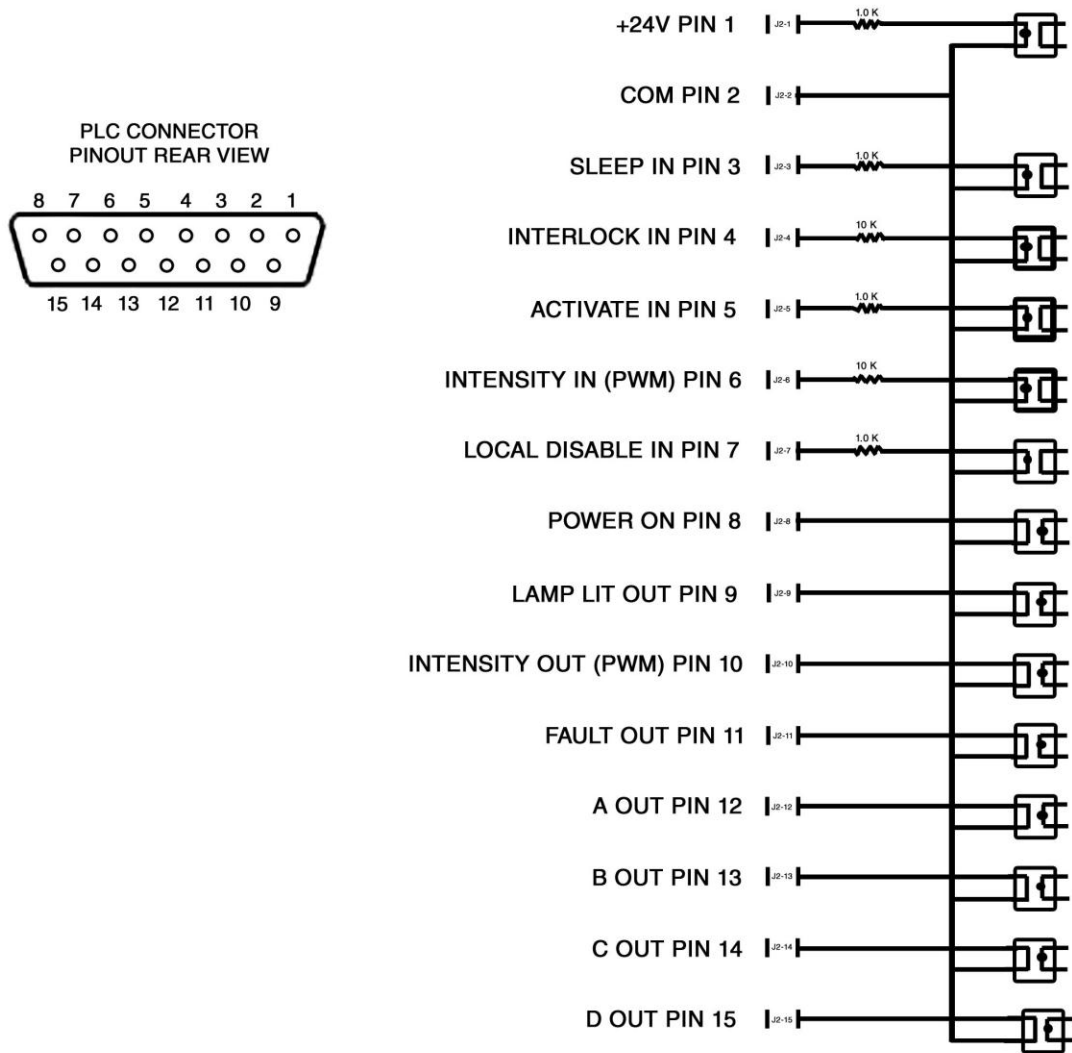 PLC CONNECTOR
PINOUT REAR VIEW
8 7 6 5 4 3 2 1
15 14 13 12 11 10 9
+24V PIN 1 J2-1 1.0 K
COM PIN 2 J2-2
SLEEP IN PIN 3 J2-3 1.0 K
INTERLOCK IN PIN 4 J2-4 10 K
ACTIVATE IN PIN 5 J2-5 1.0 K
INTENSITY IN (PWM) PIN 6 J2-6 10 K
LOCAL DISABLE IN PIN 7 J2-7 1.0 K
POWER ON PIN 8 J2-8
LAMP LIT OUT PIN 9 J2-9
INTENSITY OUT (PWM) PIN 10 J2-10
FAULT OUT PIN 11 J2-11
A OUT PIN 12 J2-12
B OUT PIN 13 J2-13
C OUT PIN 14 J2-14
D OUT PIN 15 J2-15